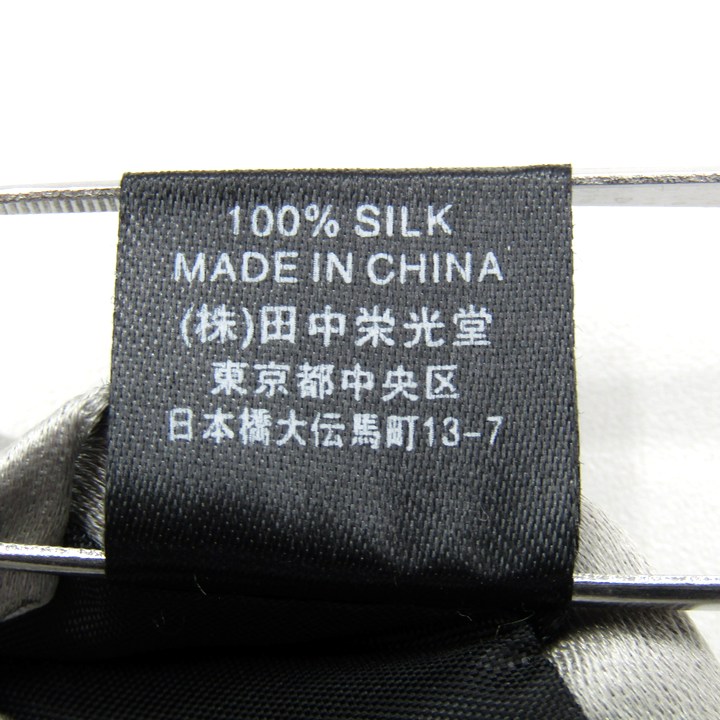 100% SILK
MADE IN CHINA
(株)田中栄光堂
東京都中央区
日本橋大伝馬町13-7